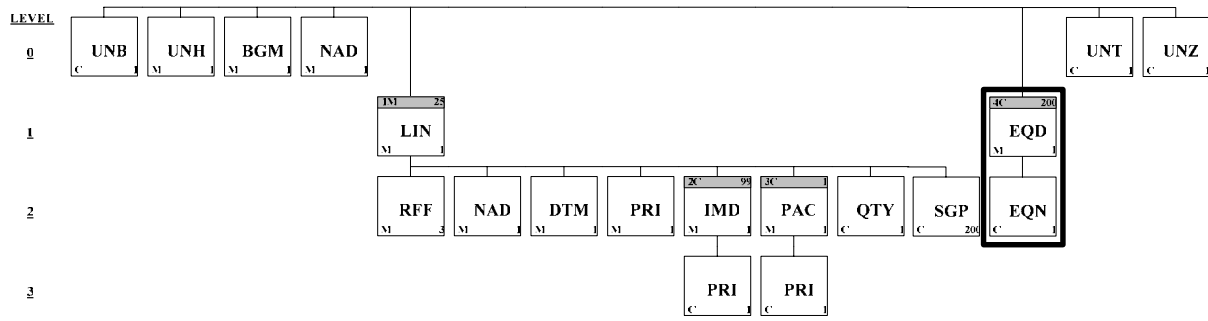 LEVEL
0
UNB UNH BGM NAD UNT UNZ
C 1 M 1 M 1 M 1 C 1 C 1
1M 25 4C 200
1
LIN EQD
M 1 M 1
2C 99 3C 1
2
RFF NAD DTM PRI IMD PAC QTY SGP EQN
M 3 M 1 M 1 M 1 M 1 M 1 C 1 C 200 C 1
3
PRI PRI
C 1 C 1